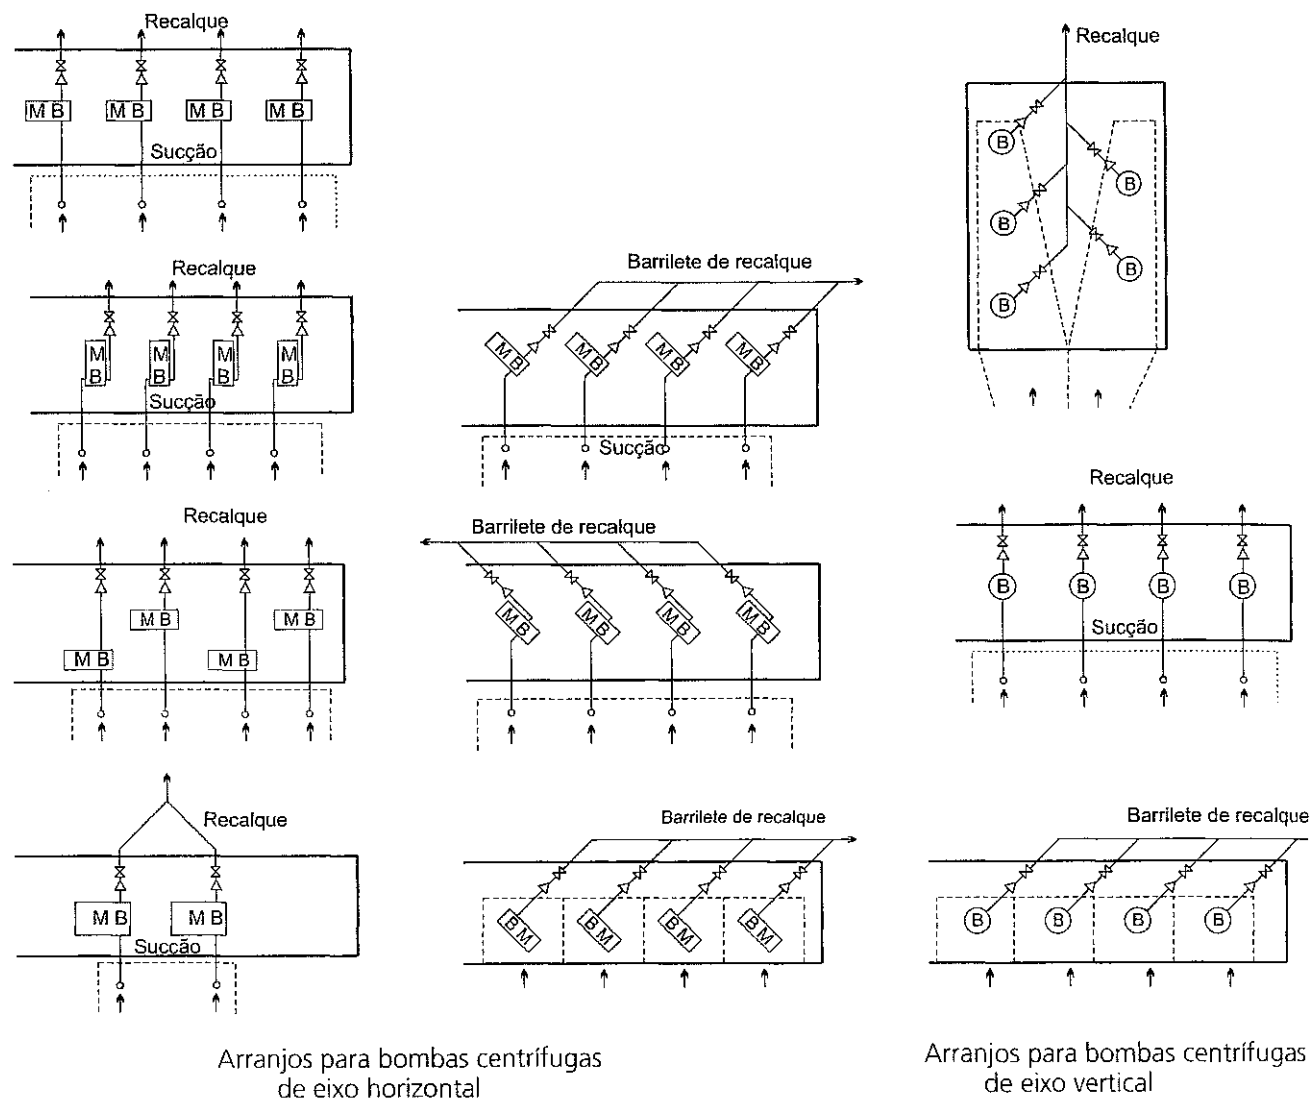 Recalque
M B M B M B M B
Sucção
Recalque
M M M M
B B B B
Sucção
Recalque
M B M B
M B M B
Recalque
M B M B
Sucção
Barrilete de recalque
M B M B M B M B
Sucção
Barrilete de recalque
M B M B M B M B
Barrilete de recalque
B M B M B M B M
Arranjos para bombas centrífugas
de eixo horizontal
Recalque
B
B
B
B
B
Recalque
B B B B
Sucção
Barrilete de recalque
B B B B
Arranjos para bombas centrífugas
de eixo vertical